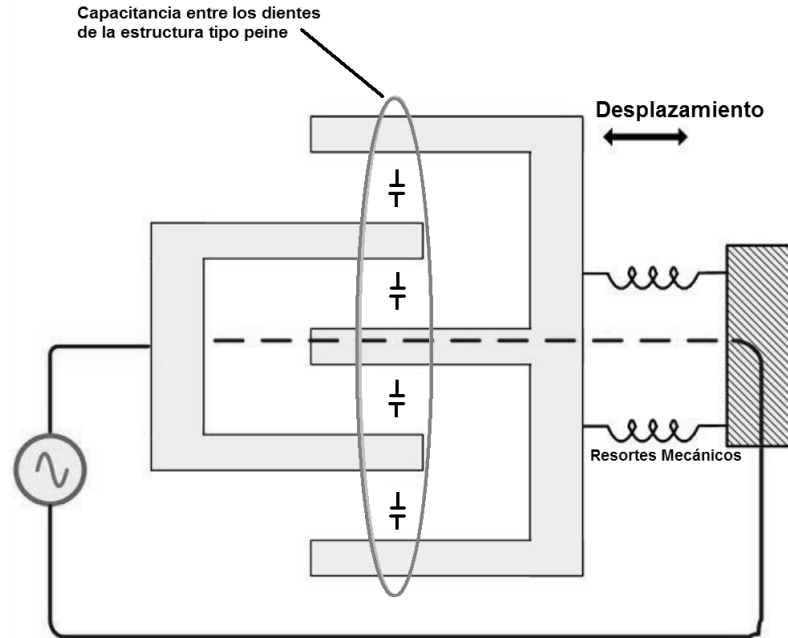 Capacitancia entre los dientes
de la estructura tipo peine
Desplazamiento
Resortes Mecánicos